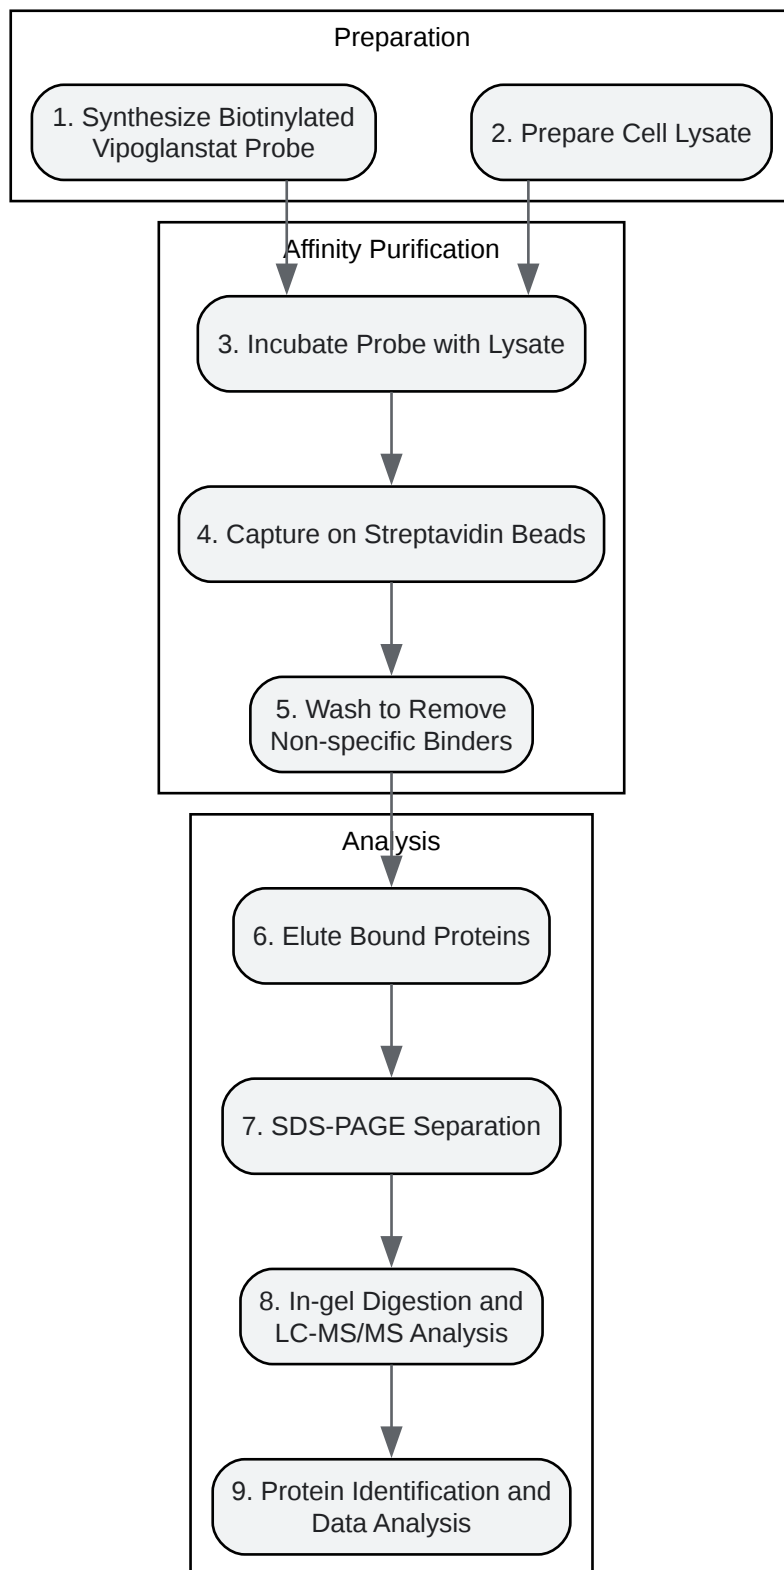 Preparation
1. Synthesize Biotinylated
Vipoglanstat Probe
2. Prepare Cell Lysate
Affinity Purification
3. Incubate Probe with Lysate
4. Capture on Streptavidin Beads
5. Wash to Remove
Non-specific Binders
Analysis
6. Elute Bound Proteins
7. SDS-PAGE Separation
8. In-gel Digestion and
LC-MS/MS Analysis
9. Protein Identification and
Data Analysis